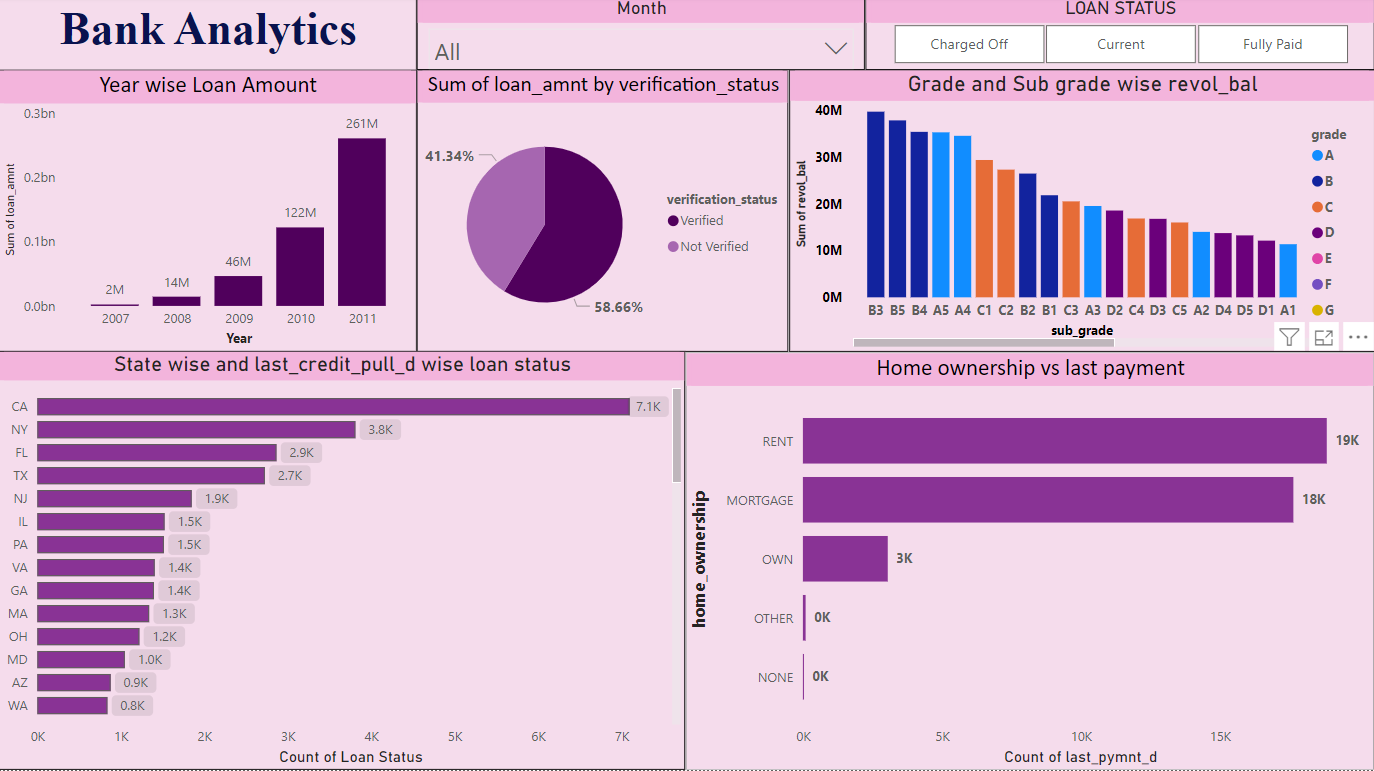 Bank Analytics
Month
All
LOAN STATUS
Charged Off
Current
Fully Paid
Year wise Loan Amount
Sum of loan_amnt
0.3bn
0.2bn
0.1bn
0.0bn
2M
14M
46M
122M
261M
2007 2008 2009 2010 2011
Year
Sum of loan_amnt by verification_status
41.34%
58.66%
verification_status
Verified
Not Verified
Grade and Sub grade wise revol_bal
Sum of revol_bal
40M
30M
20M
10M
0M
B3 B5 B4 A5 A4 C1 C2 B2 B1 C3 A3 D2 C4 D3 C5 A2 D4 D5 D1 A1
sub_grade
grade
A
B
C
D
E
F
G
State wise and last_credit_pull_d wise loan status
CA 7.1K
NY 3.8K
FL 2.9K
TX 2.7K
NJ 1.9K
IL 1.5K
PA 1.5K
VA 1.4K
GA 1.4K
MA 1.3K
OH 1.2K
MD 1.0K
AZ 0.9K
WA 0.8K
0K 1K 2K 3K 4K 5K 6K 7K
Count of Loan Status
Home ownership vs last payment
home_ownership
RENT 19K
MORTGAGE 18K
OWN 3K
OTHER 0K
NONE 0K
0K 5K 10K 15K
Count of last_pymnt_d